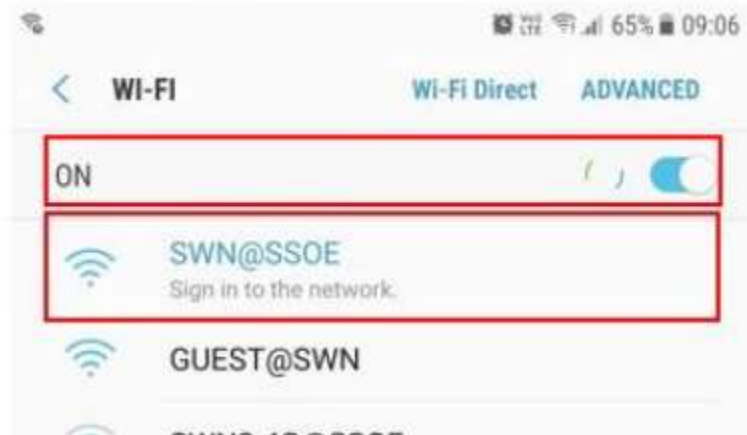 65% 09:06
< WI-FI Wi-Fi Direct ADVANCED
ON
SWN@SSOE
Sign in to the network.
GUEST@SWN